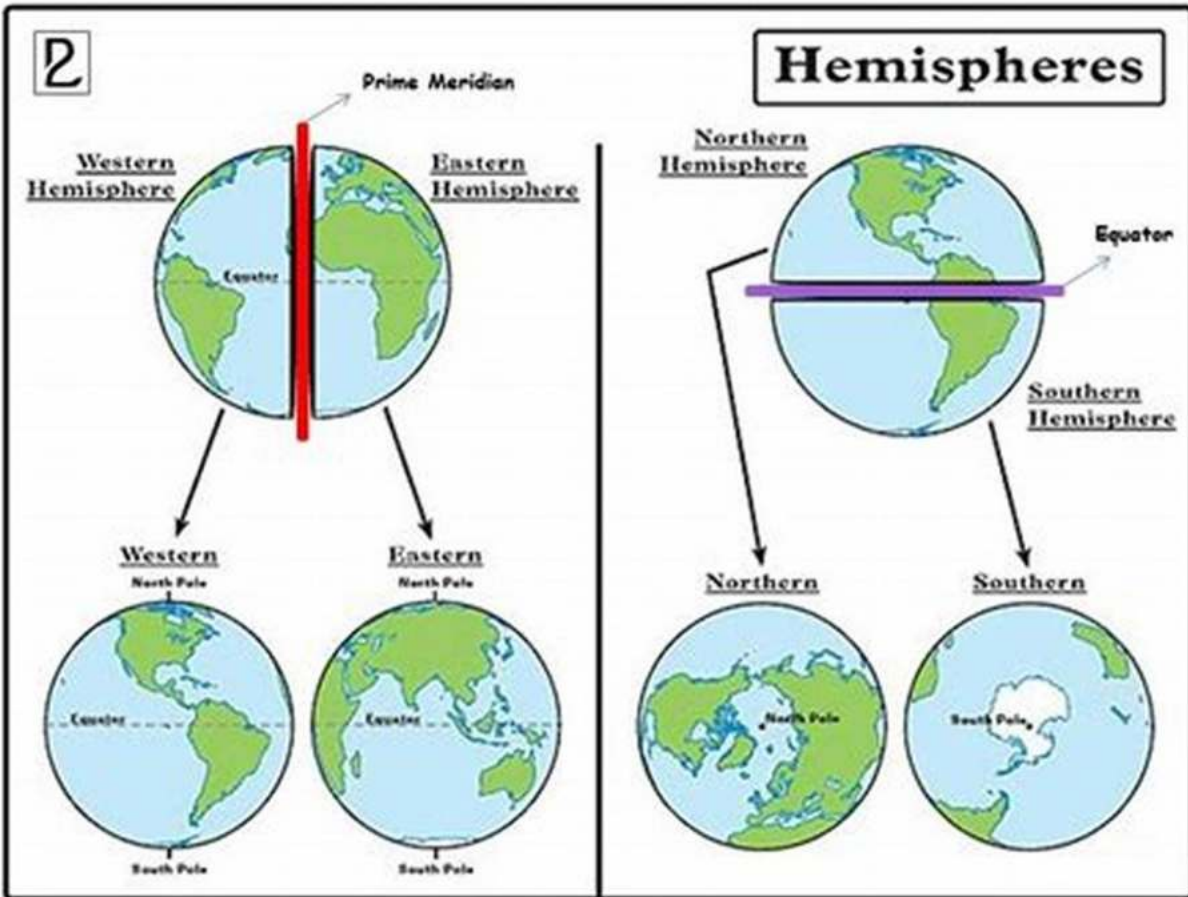 Hemispheres
Prime Meridian
Western
Hemisphere
Eastern
Hemisphere
Equator
Northern
Hemisphere
Equator
Southern
Hemisphere
Western
North Pole
Equator
South Pole
Eastern
North Pole
Equator
South Pole
Northern
North Pole
Southern
South Pole